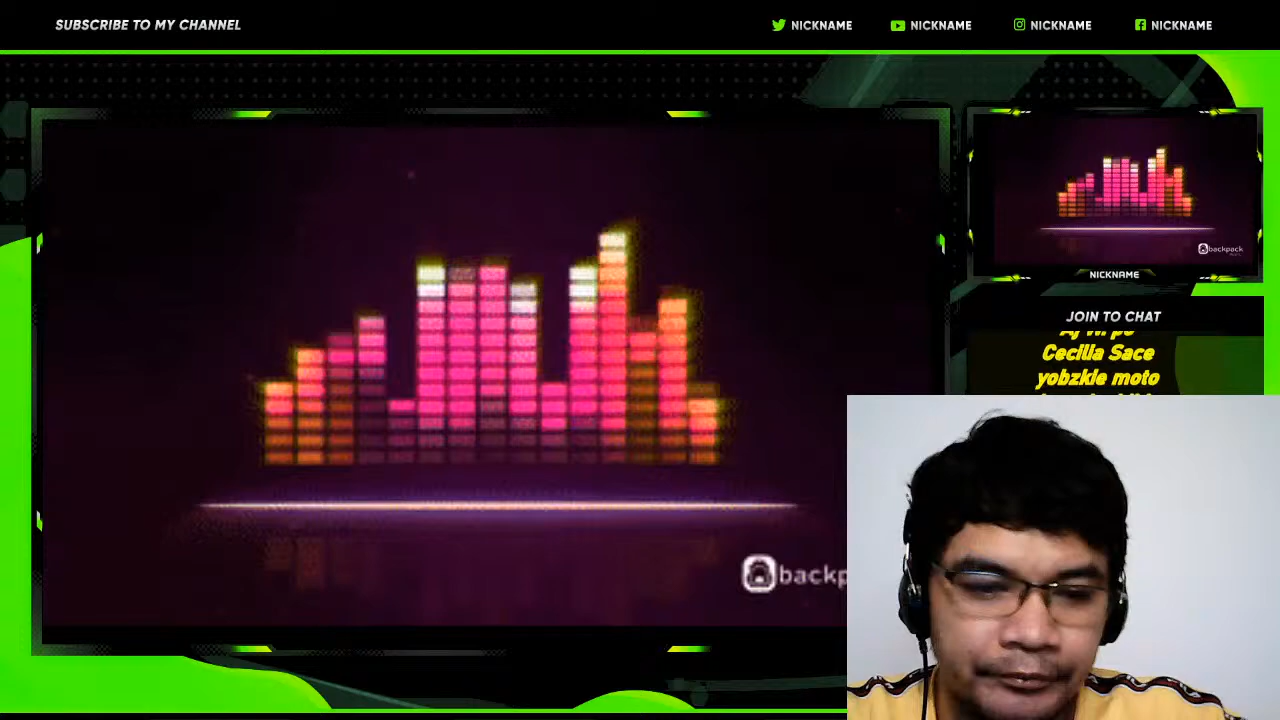 SUBSCRIBE TO MY CHANNEL
NICKNAME
NICKNAME
NICKNAME
NICKNAME
backpack
NICKNAME
JOIN TO CHAT
Cecilia Sace
yobzkie moto
backp